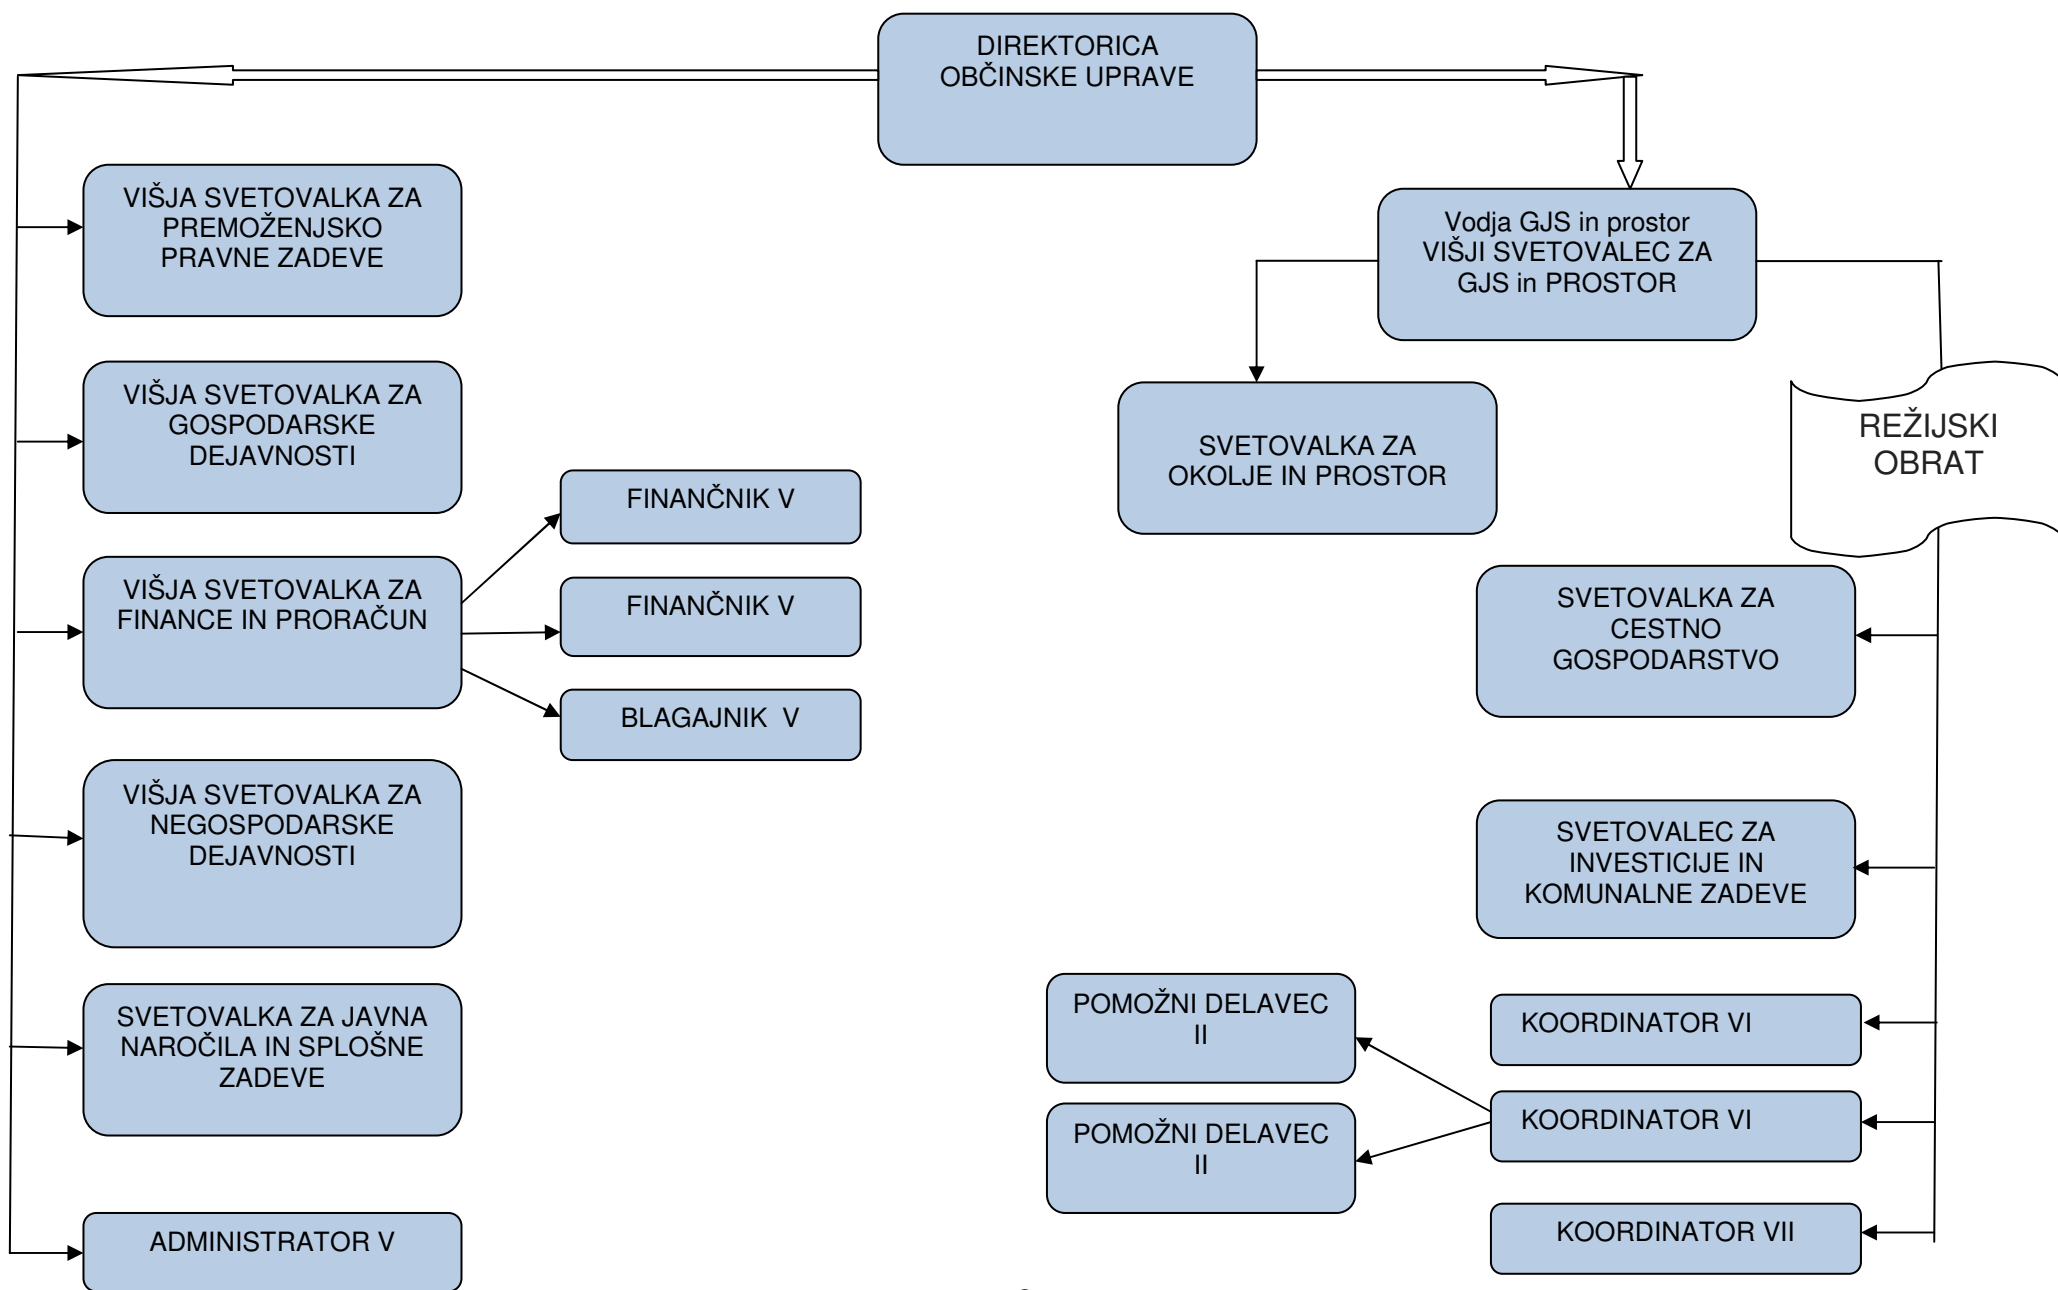 DIREKTORICA
OBČINSKE UPRAVE
VIŠJA SVETOVALKA ZA
PREMOŽENJSKO
PRAVNE ZADEVE
VIŠJA SVETOVALKA ZA
GOSPODARSKE
DEJAVNOSTI
VIŠJA SVETOVALKA ZA
FINANCE IN PRORAČUN
FINANČNIK V
FINANČNIK V
BLAGAJNIK V
VIŠJA SVETOVALKA ZA
NEGOSPODARSKE
DEJAVNOSTI
SVETOVALKA ZA JAVNA
NAROČILA IN SPLOŠNE
ZADEVE
ADMINISTRATOR V
Vodja GJS in prostor
VIŠJI SVETOVALEC ZA
GJS in PROSTOR
SVETOVALKA ZA
OKOLJE IN PROSTOR
REŽIJSKI
OBRAT
SVETOVALKA ZA
CESTNO
GOSPODARSTVO
SVETOVALEC ZA
INVESTICIJE IN
KOMUNALNE ZADEVE
KOORDINATOR VI
KOORDINATOR VI
POMOŽNI DELAVEC
II
POMOŽNI DELAVEC
II
KOORDINATOR VII